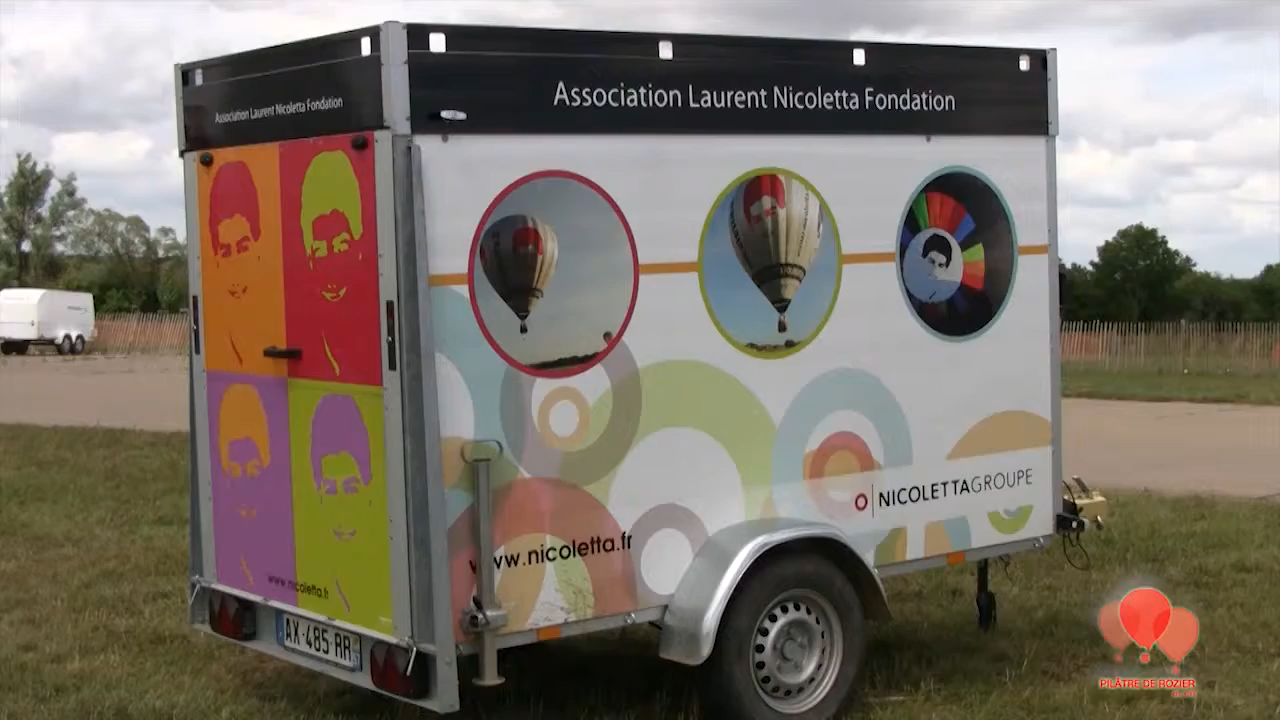 Association Laurent Nicoletta Fondation
Association Laurent Nicoletta Fondation
NICOLETTAGROUPE
www.nicoletta.fr
www.nicoletta.fr
AX-485-RR
PILÂTRE DE ROZIER